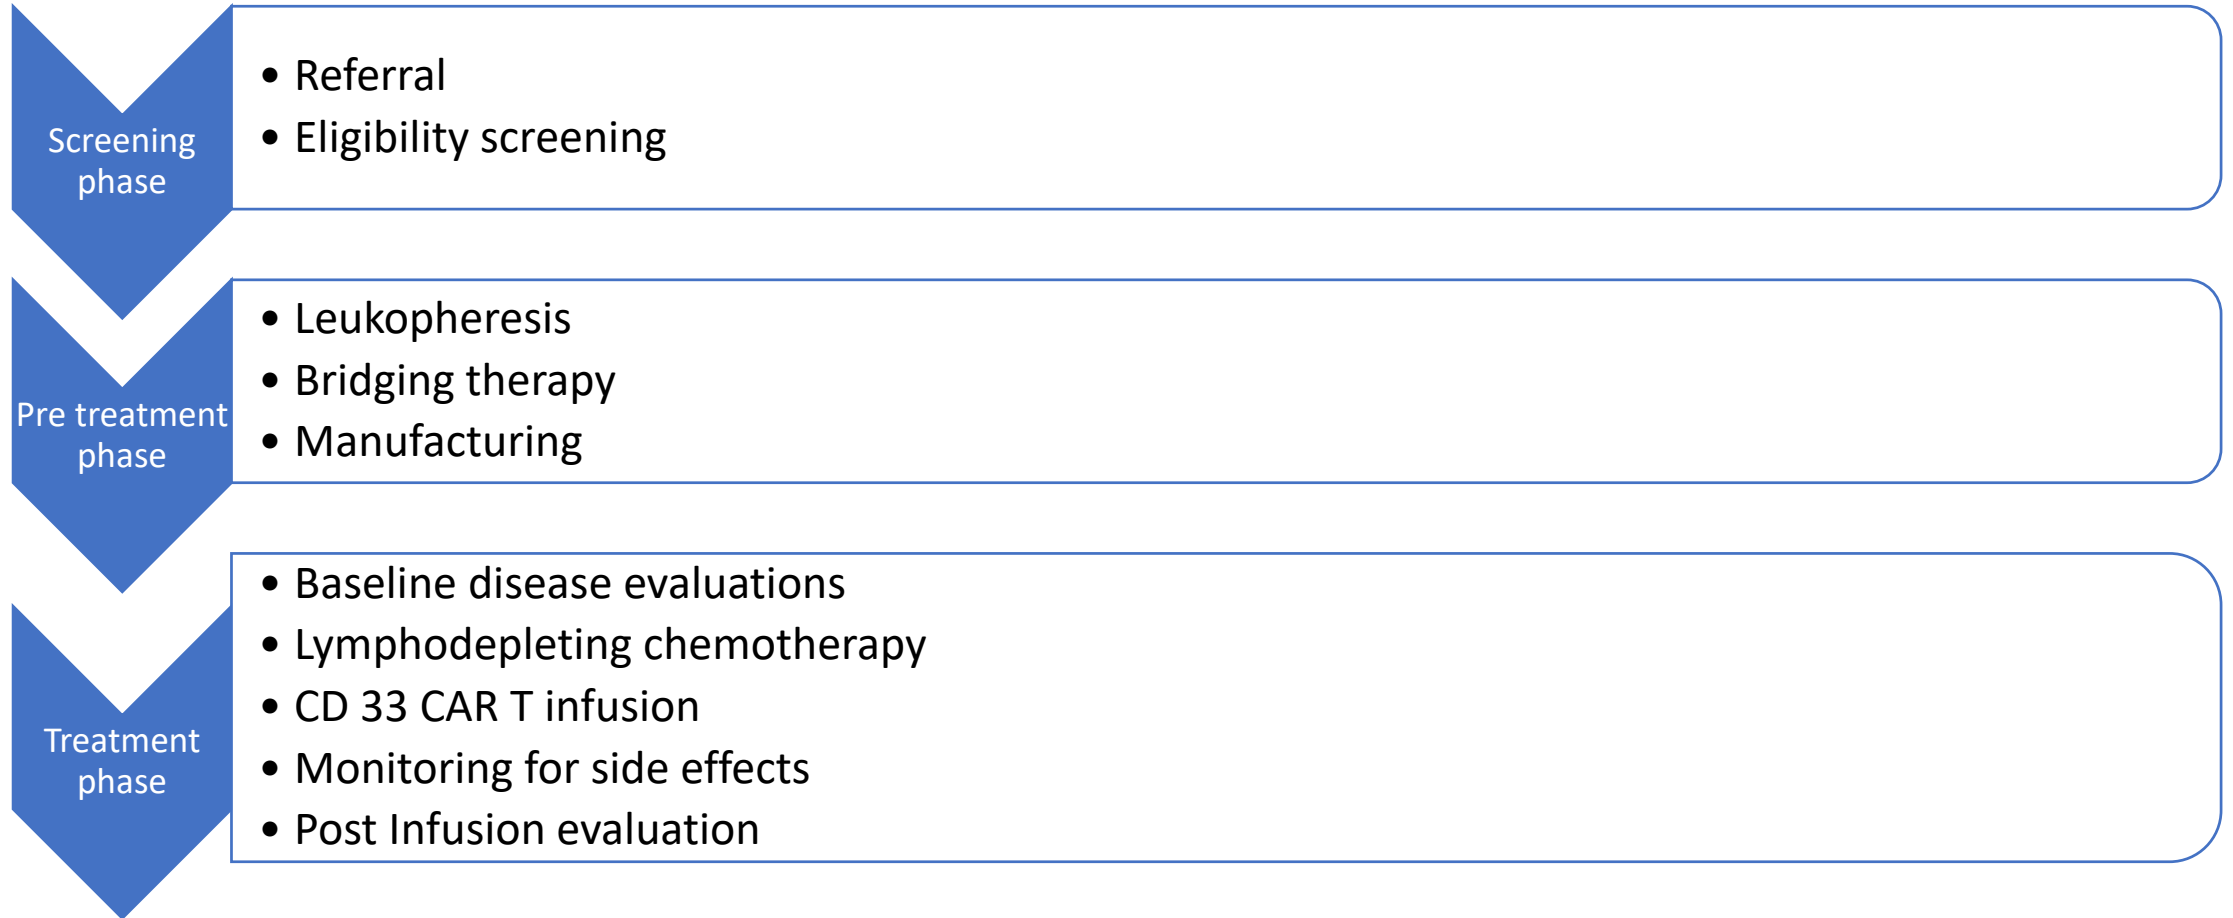 Screening
phase
• Referral
• Eligibility screening
Pre treatment
phase
• Leukopheresis
• Bridging therapy
• Manufacturing
Treatment
phase
• Baseline disease evaluations
• Lymphodepleting chemotherapy
• CD 33 CAR T infusion
• Monitoring for side effects
• Post Infusion evaluation